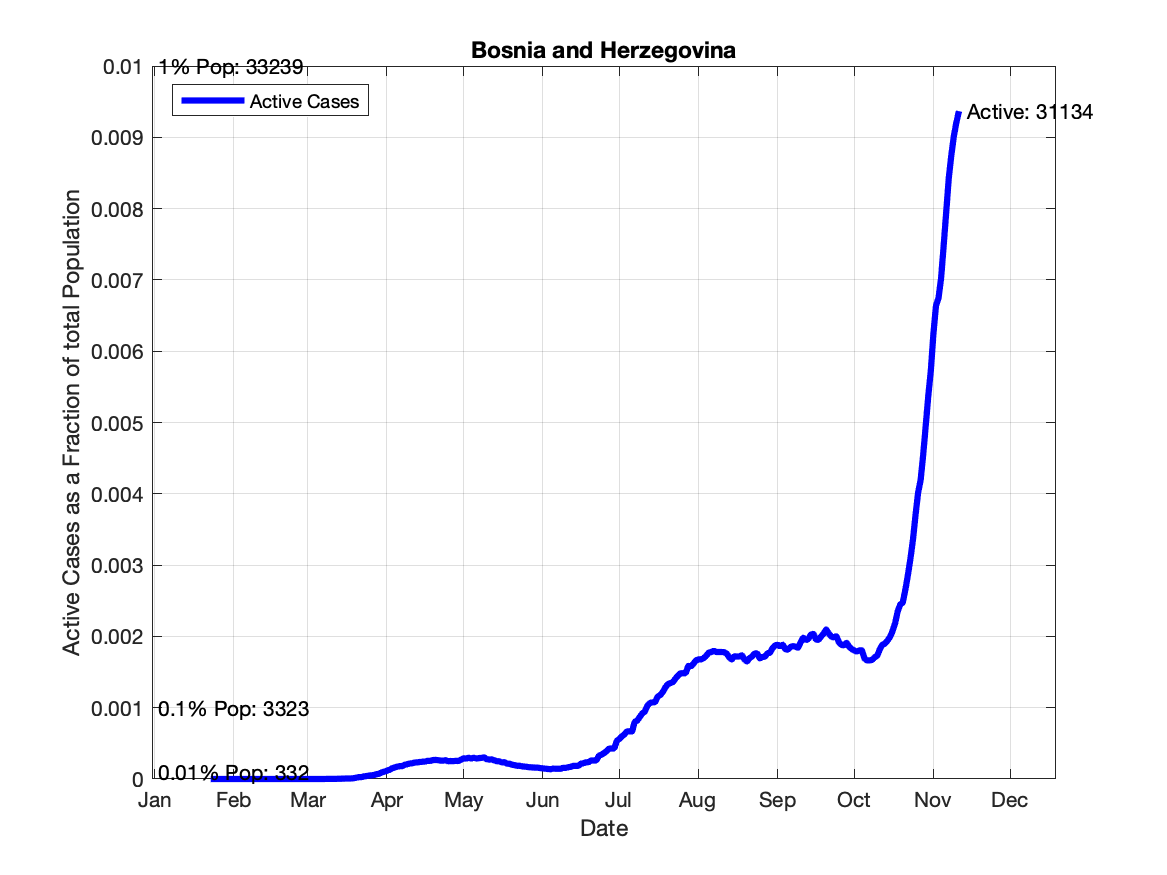 Bosnia and Herzegovina
0.01
1% Pop: 33239
Active Cases
Active: 31134
0.009
0.008
0.007
0.006
0.005
0.004
0.003
0.002
0.001
0.1% Pop: 3323
0.01% Pop: 332
0
Active Cases as a Fraction of total Population
Jan Feb Mar Apr May Jun Jul Aug Sep Oct Nov Dec
Date